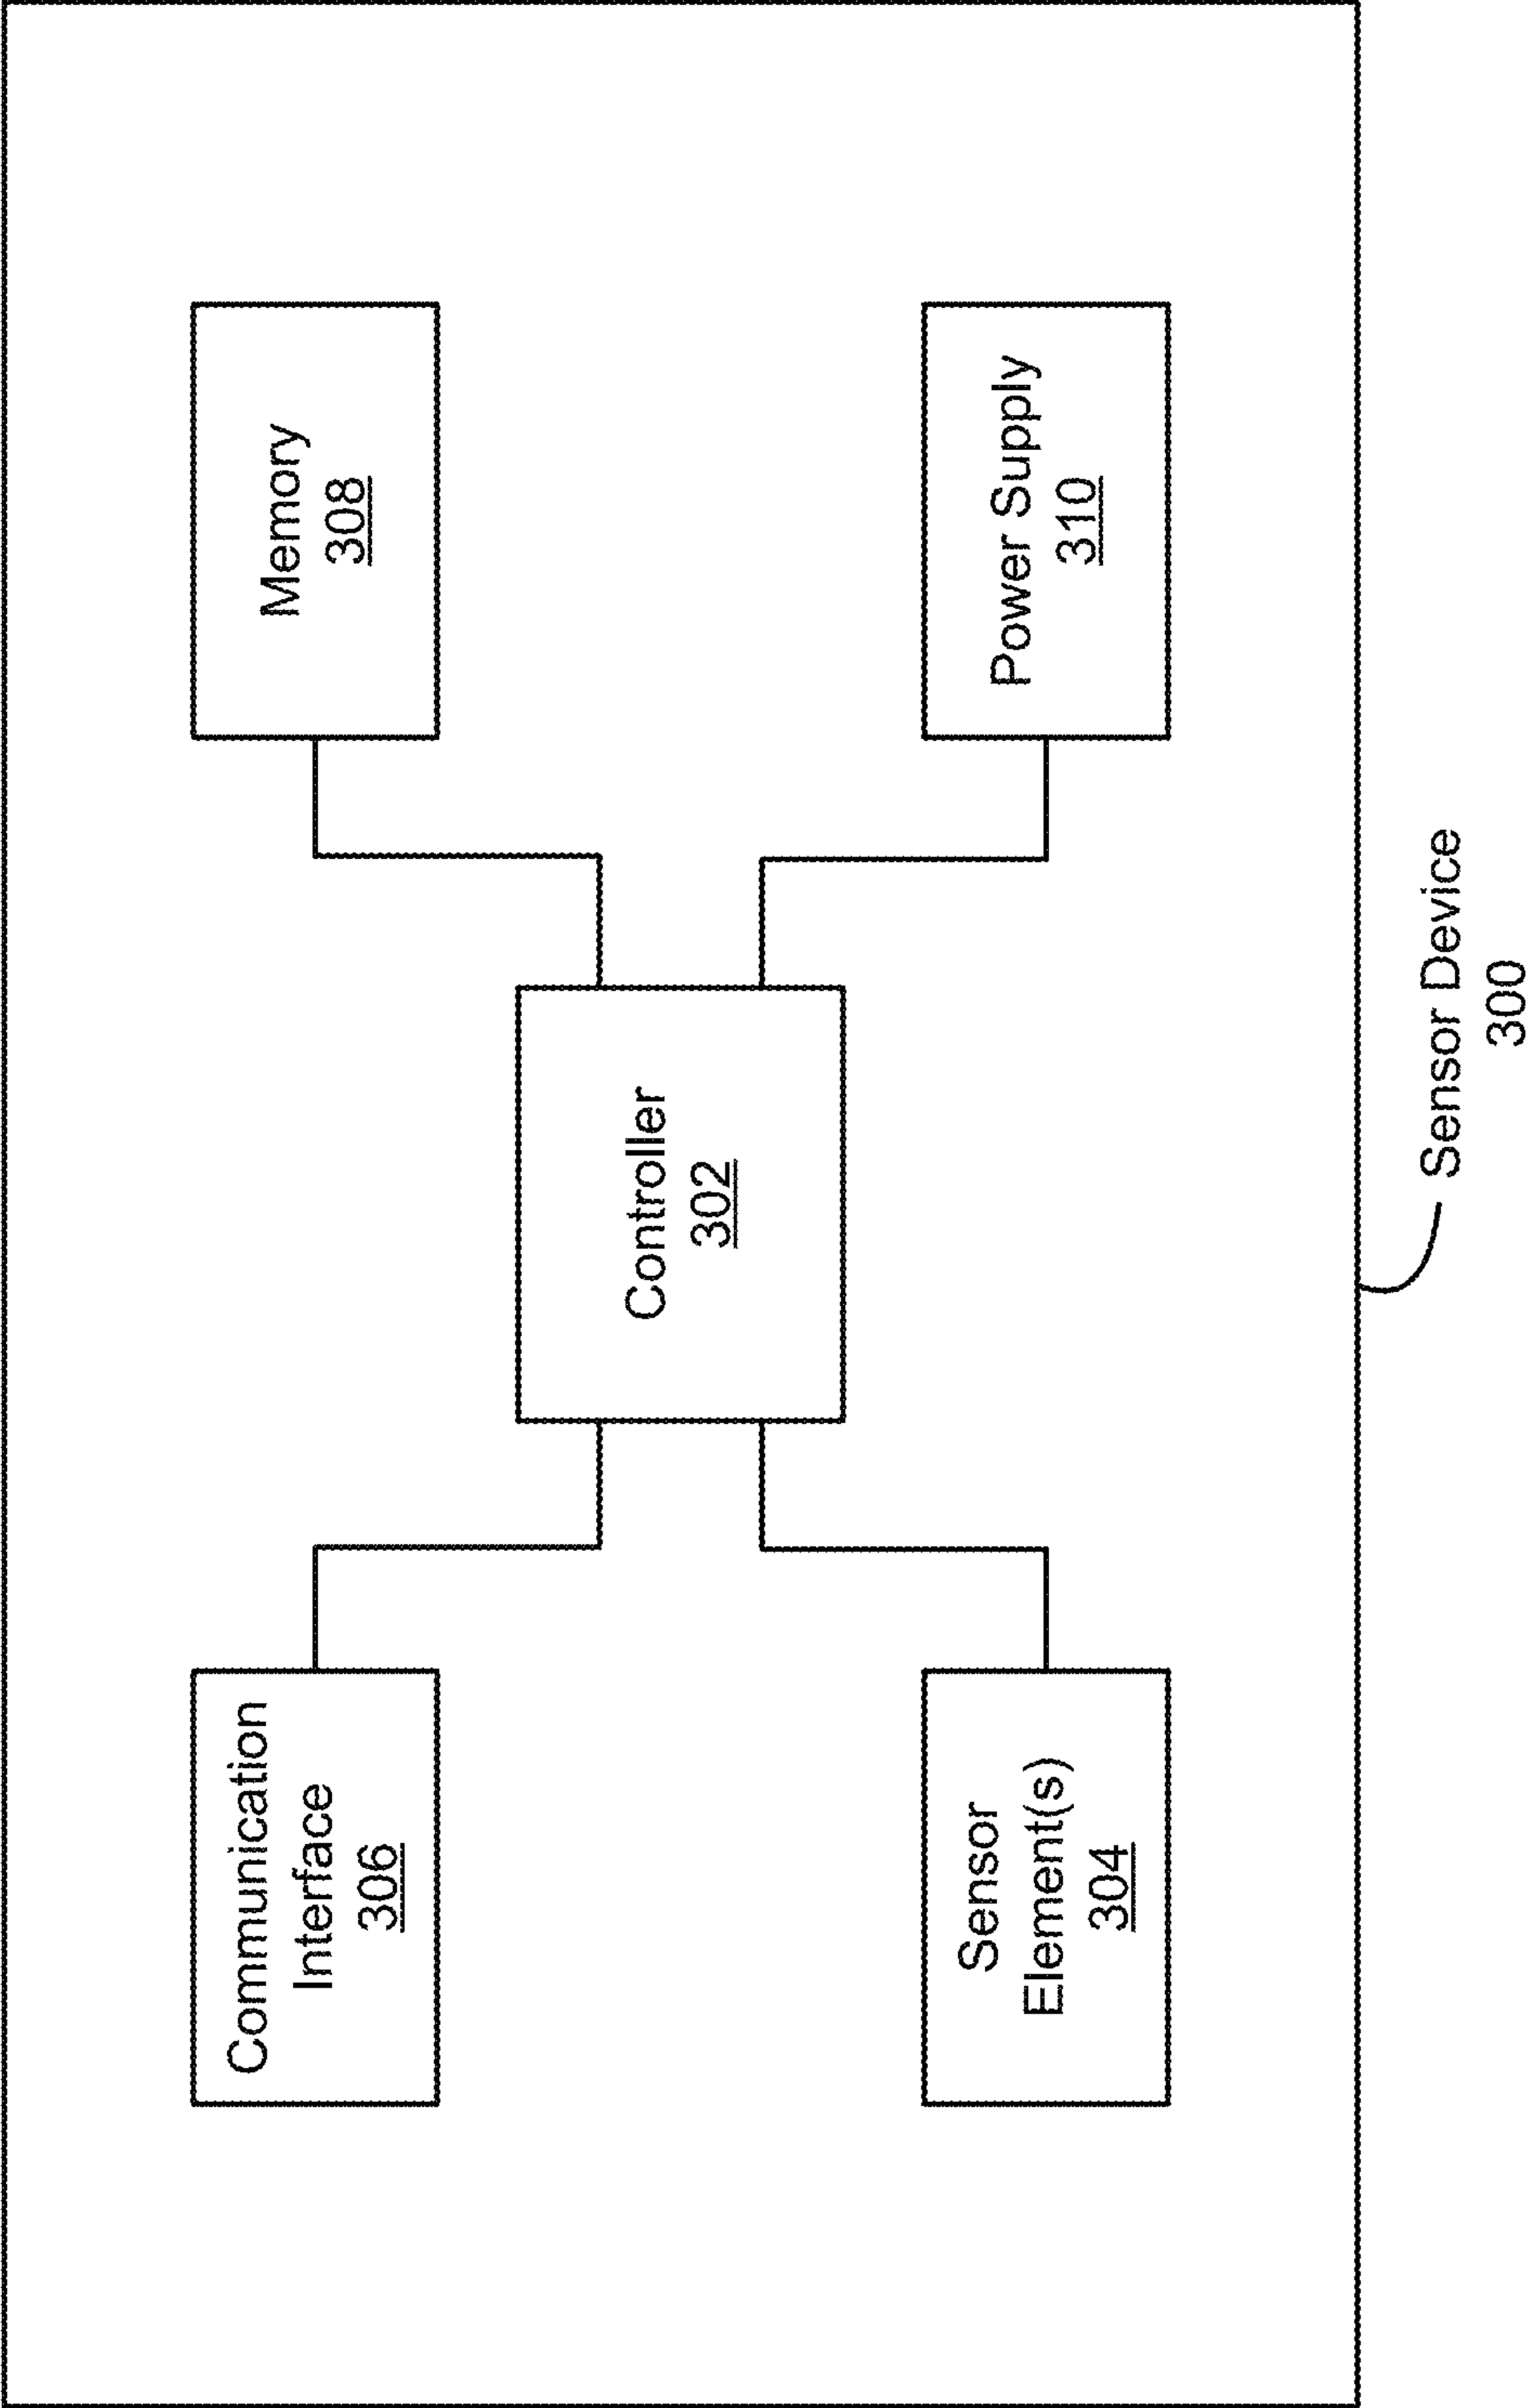 Communication
Interface
306
Memory
308
Controller
302
Sensor
Element(s)
304
Power Supply
310
Sensor Device
300